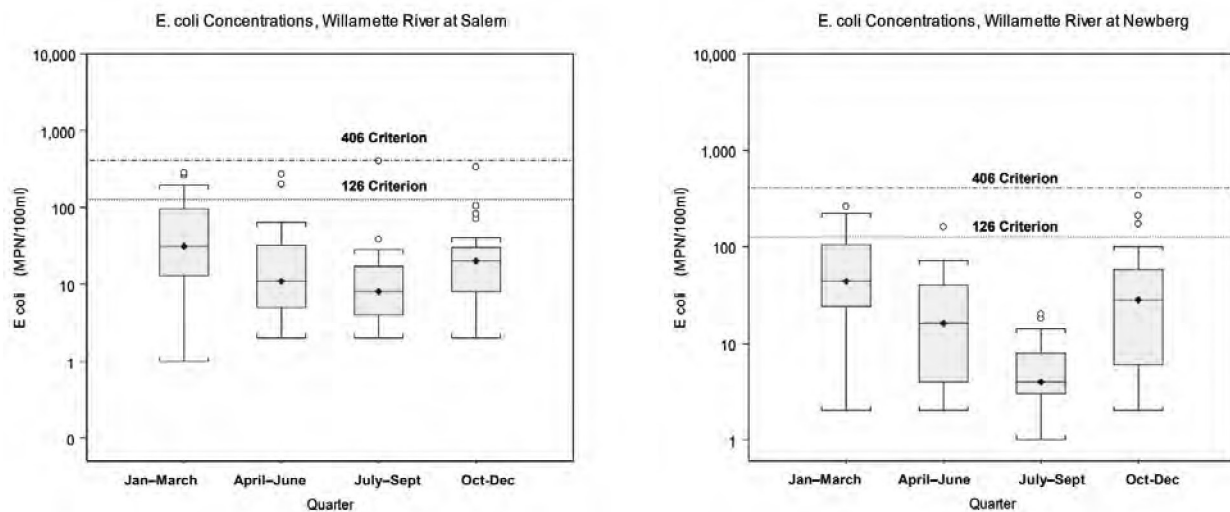 E. coli Concentrations, Willamette River at Salem
10,000
1,000
100
10
1
0
E coli (MPN/100ml)
406 Criterion
126 Criterion
Jan–March
April–June
July–Sept
Oct-Dec
Quarter
E. coli Concentrations, Willamette River at Newberg
10,000
1,000
100
10
1
E coli (MPN/100ml)
406 Criterion
126 Criterion
Jan–March
April–June
July–Sept
Oct-Dec
Quarter